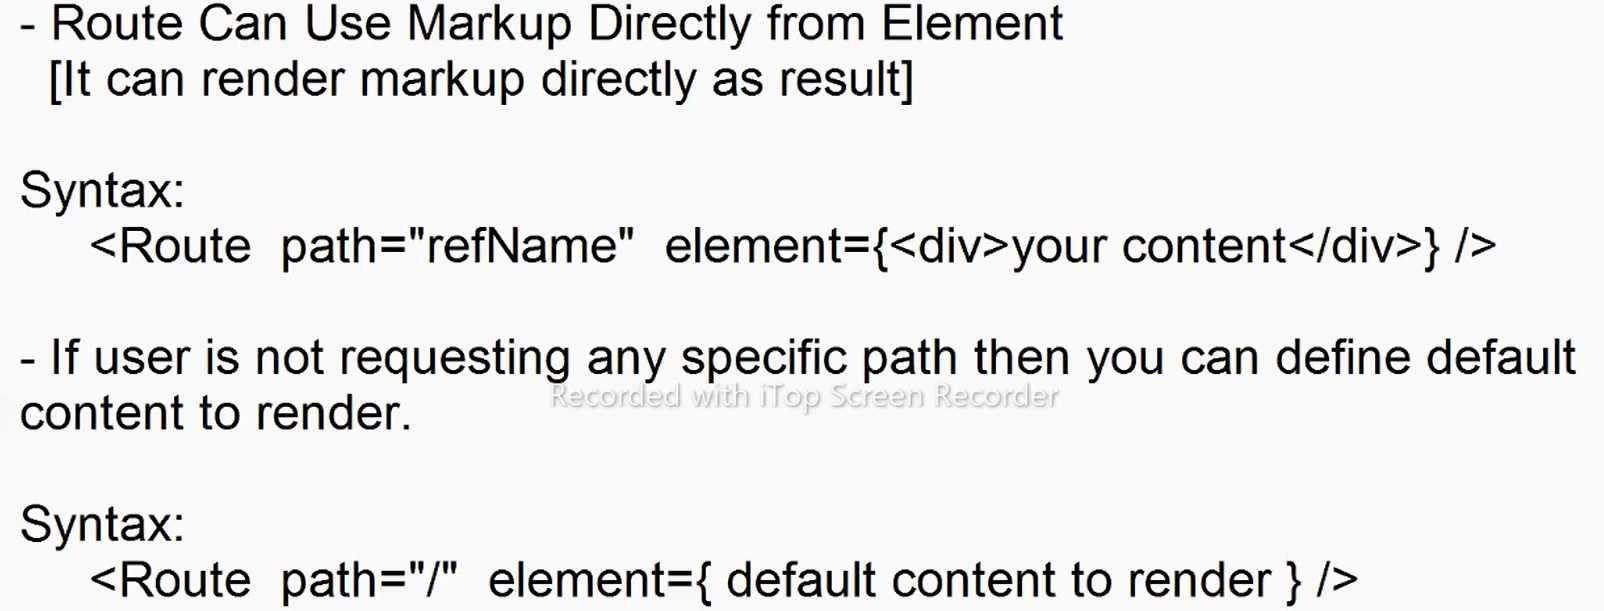 - Route Can Use Markup Directly from Element
[It can render markup directly as result]
Syntax:
<Route path="refName" element={<div>your content</div>} />
- If user is not requesting any specific path then you can define default
Recorded with iTop Screen Recorder
content to render.
Syntax:
<Route path="/" element={ default content to render } />